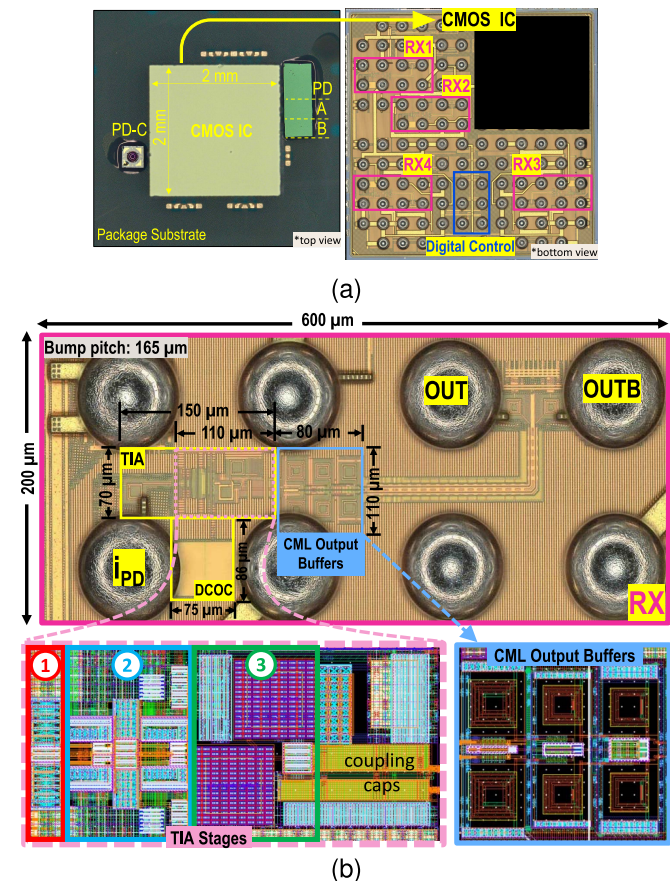 (a)
CMOS IC
RX1
RX2
2 mm
PD
A
B
PD-C
CMOS IC
2 mm
RX4
RX3
Digital Control
Package Substrate
*top view
*bottom view
(a)
600 µm
Bump pitch: 165 µm
OUT
OUTB
150 µm
110 µm
80 µm
TIA
200 µm
70 µm
110 µm
iPD
86 µm
CML Output
Buffers
DCOC
75 µm
RX
1
2
3
CML Output Buffers
coupling
caps
TIA Stages
(b)